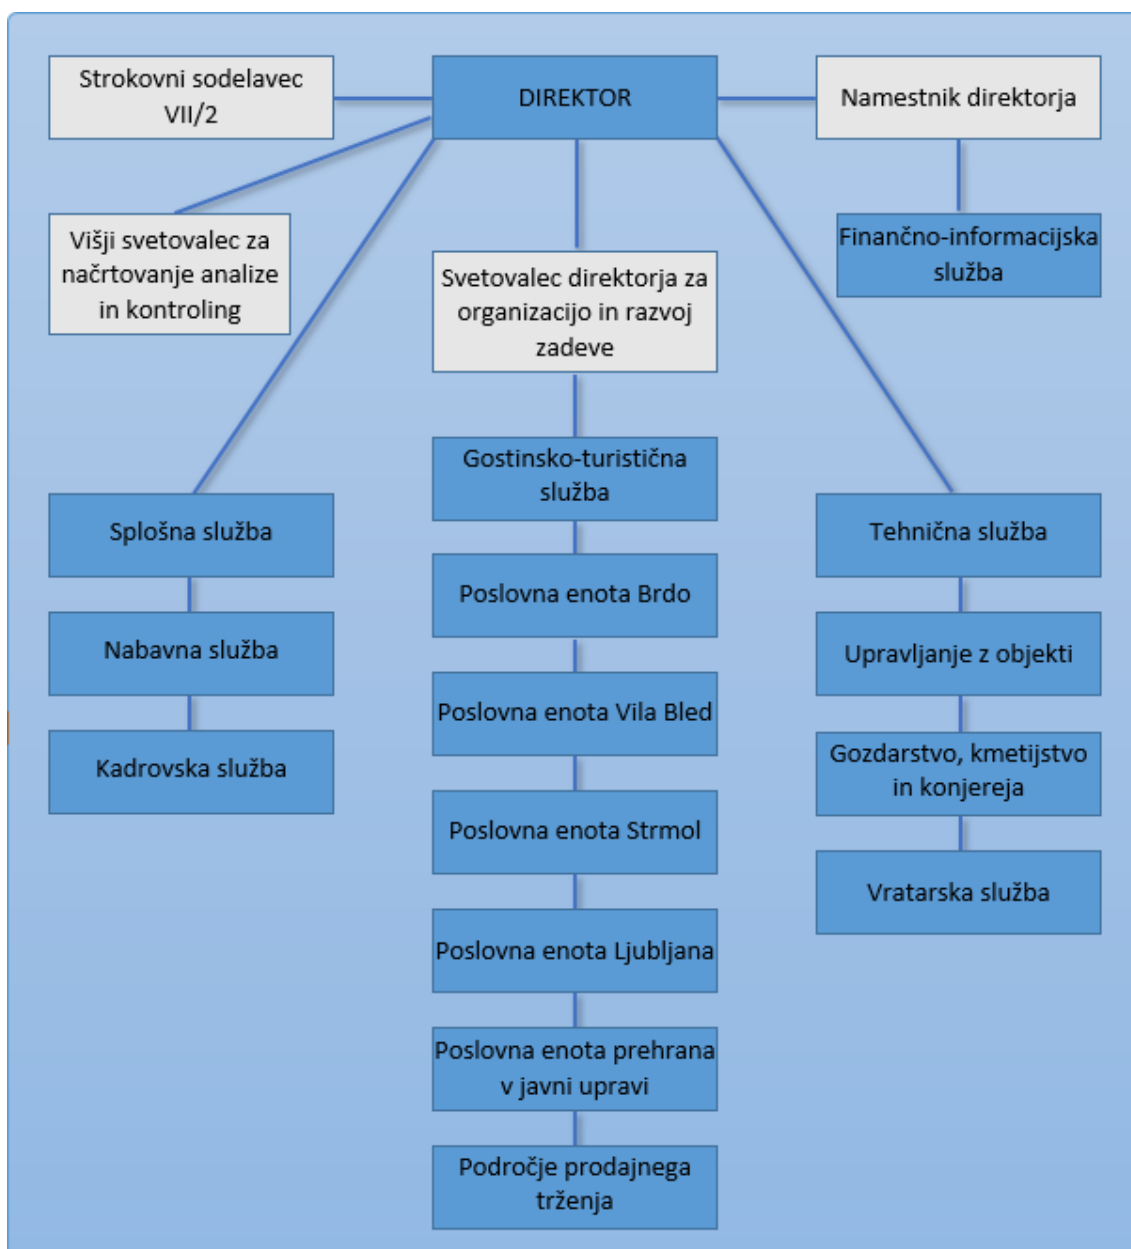 Strokovni sodelavec
VII/2
DIREKTOR
Namestnik direktorja
Višji svetovalec za
načrtovanje analize
in kontroling
Svetovalec direktorja za
organizacijo in razvoj
zadeve
Finančno-informacijska
služba
Gostinsko-turistična
služba
Splošna služba
Tehnična služba
Poslovna enota Brdo
Nabavna služba
Upravljanje z objekti
Poslovna enota Vila Bled
Kadrovska služba
Gozdarstvo, kmetijstvo
in konjereja
Poslovna enota Strmol
Vratarska služba
Poslovna enota Ljubljana
Poslovna enota prehrana
v javni upravi
Področje prodajnega
trženja